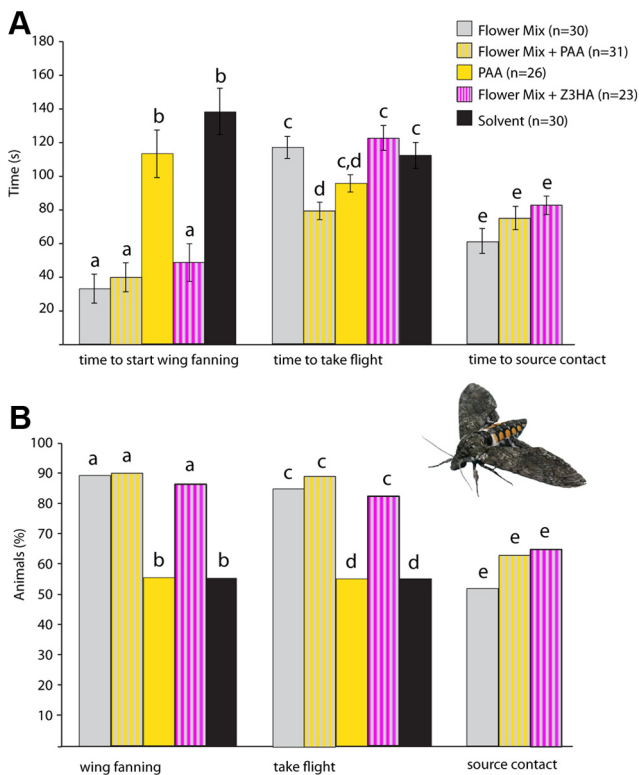 A
Flower Mix (n=30)
Flower Mix + PAA (n=31)
PAA (n=26)
Flower Mix + Z3HA (n=23)
Solvent (n=30)
Time (s)
180
160
140
120
100
80
60
40
20
a a b a b
c d c,d c c
e e e
time to start wing fanning time to take flight time to source contact
B
Animals (%)
100
90
80
70
60
50
40
30
20
10
a a b a b
c c d c d
e e e
wing fanning take flight source contact